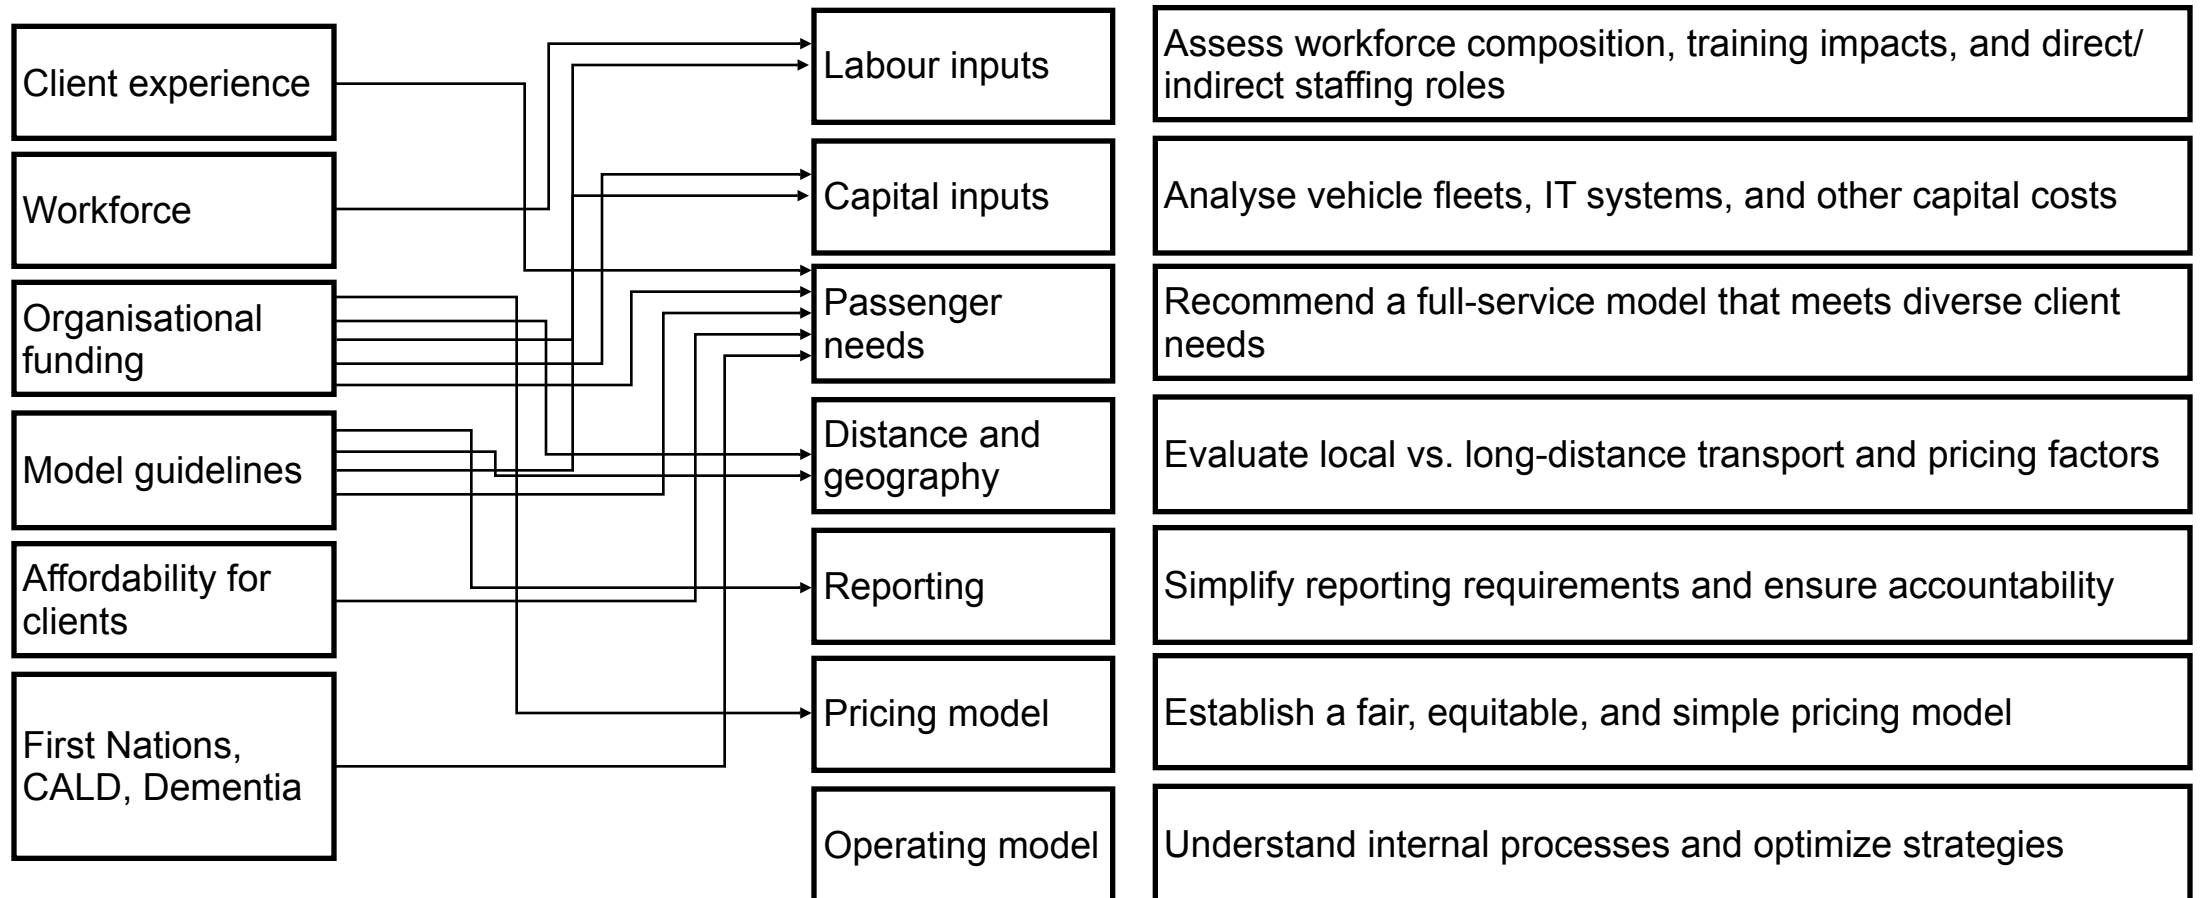 Client experience
Workforce
Organisational
funding
Model guidelines
Affordability for
clients
First Nations,
CALD, Dementia
Labour inputs
Capital inputs
Passenger
needs
Distance and
geography
Reporting
Pricing model
Operating model
Assess workforce composition, training impacts, and direct/
indirect staffing roles
Analyse vehicle fleets, IT systems, and other capital costs
Recommend a full-service model that meets diverse client
needs
Evaluate local vs. long-distance transport and pricing factors
Simplify reporting requirements and ensure accountability
Establish a fair, equitable, and simple pricing model
Understand internal processes and optimize strategies